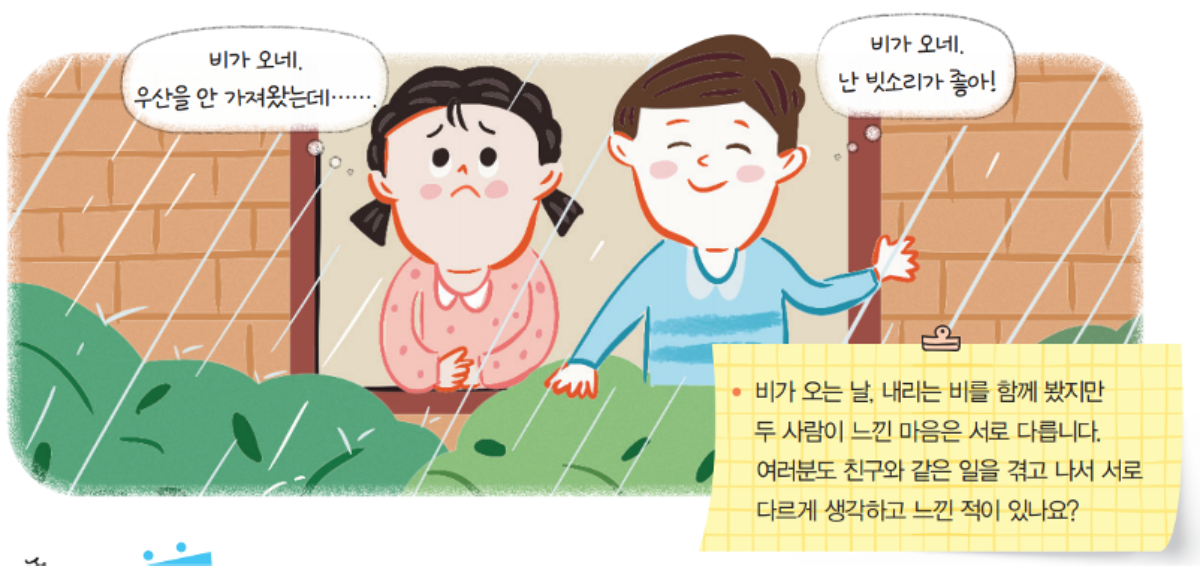 비가 오네.
우산을 안 가져왔는데…….
비가 오네.
난 빗소리가 좋아!
• 비가 오는 날, 내리는 비를 함께 봤지만
두 사람이 느낀 마음은 서로 다릅니다.
여러분도 친구와 같은 일을 겪고 나서 서로
다르게 생각하고 느낀 적이 있나요?